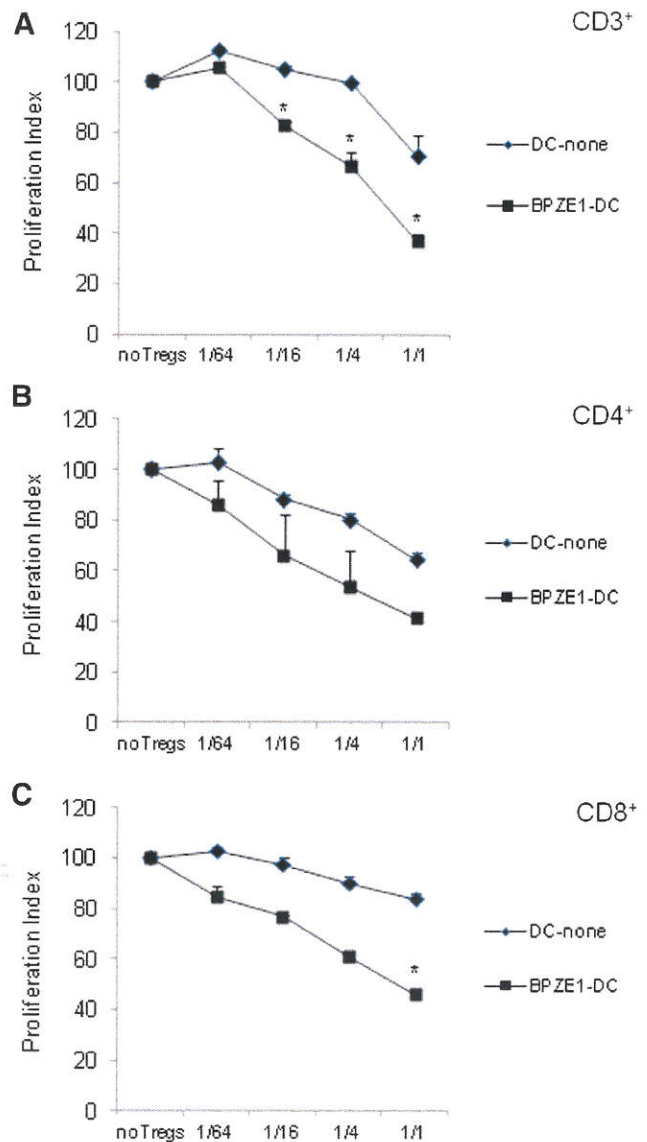 A
CD3+
120
100
80
60
40
20
0
Proliferation Index
*
*
*
DC-none
BPZE1-DC
noTregs 1/64 1/16 1/4 1/1
B
CD4+
120
100
80
60
40
20
0
Proliferation Index
DC-none
BPZE1-DC
noTregs 1/64 1/16 1/4 1/1
C
CD8+
120
100
80
60
40
20
0
Proliferation Index
*
DC-none
BPZE1-DC
noTregs 1/64 1/16 1/4 1/1